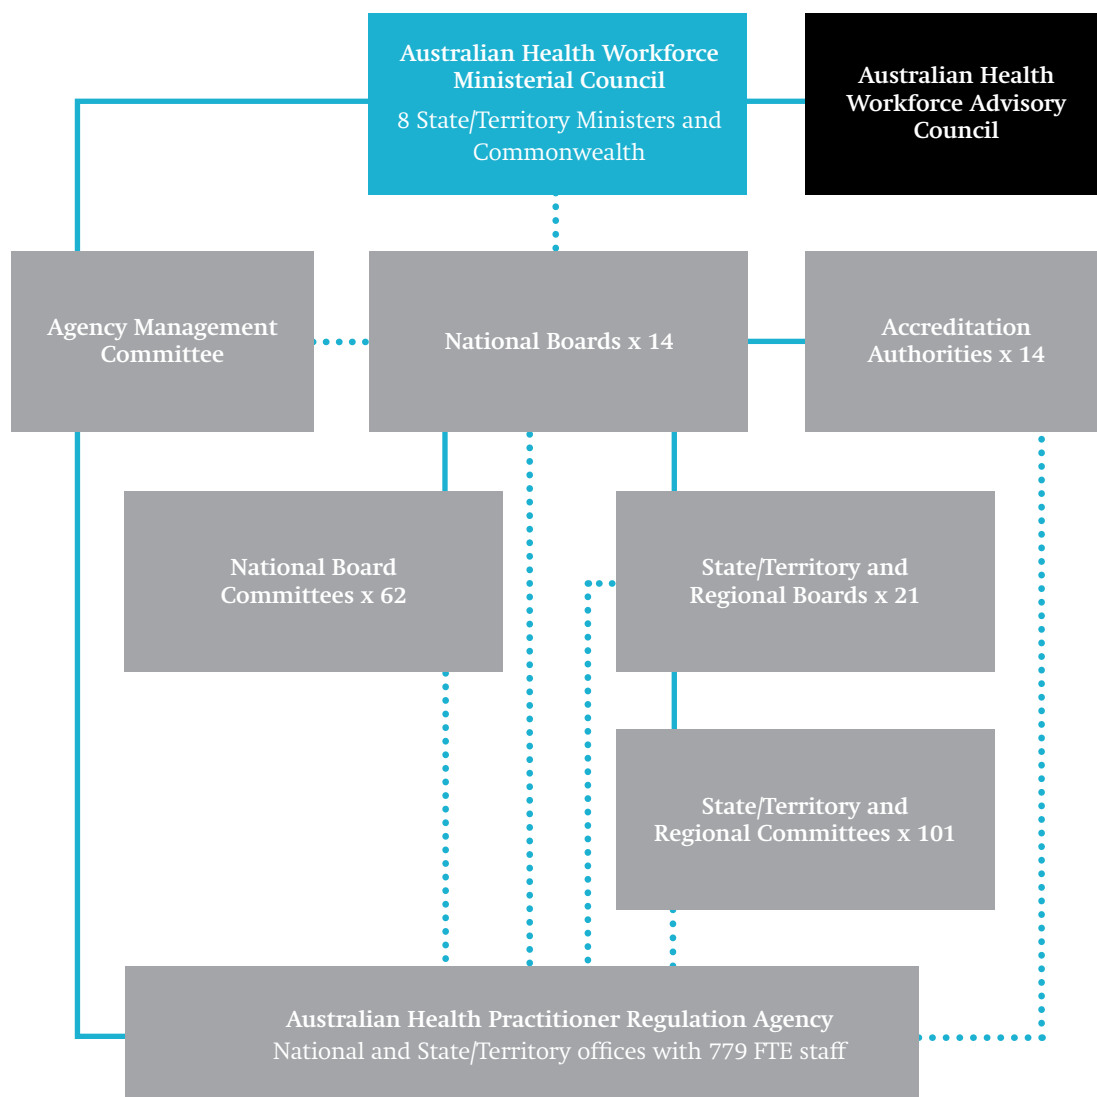 Australian Health Workforce
Ministerial Council
8 State/Territory Ministers and
Commonwealth
Australian Health
Workforce Advisory
Council
Agency Management
Committee
National Boards x 14
Accreditation
Authorities x 14
National Board
Committees x 62
State/Territory and
Regional Boards x 21
State/Territory and
Regional Committees x 101
Australian Health Practitioner Regulation Agency
National and State/Territory offices with 779 FTE staff